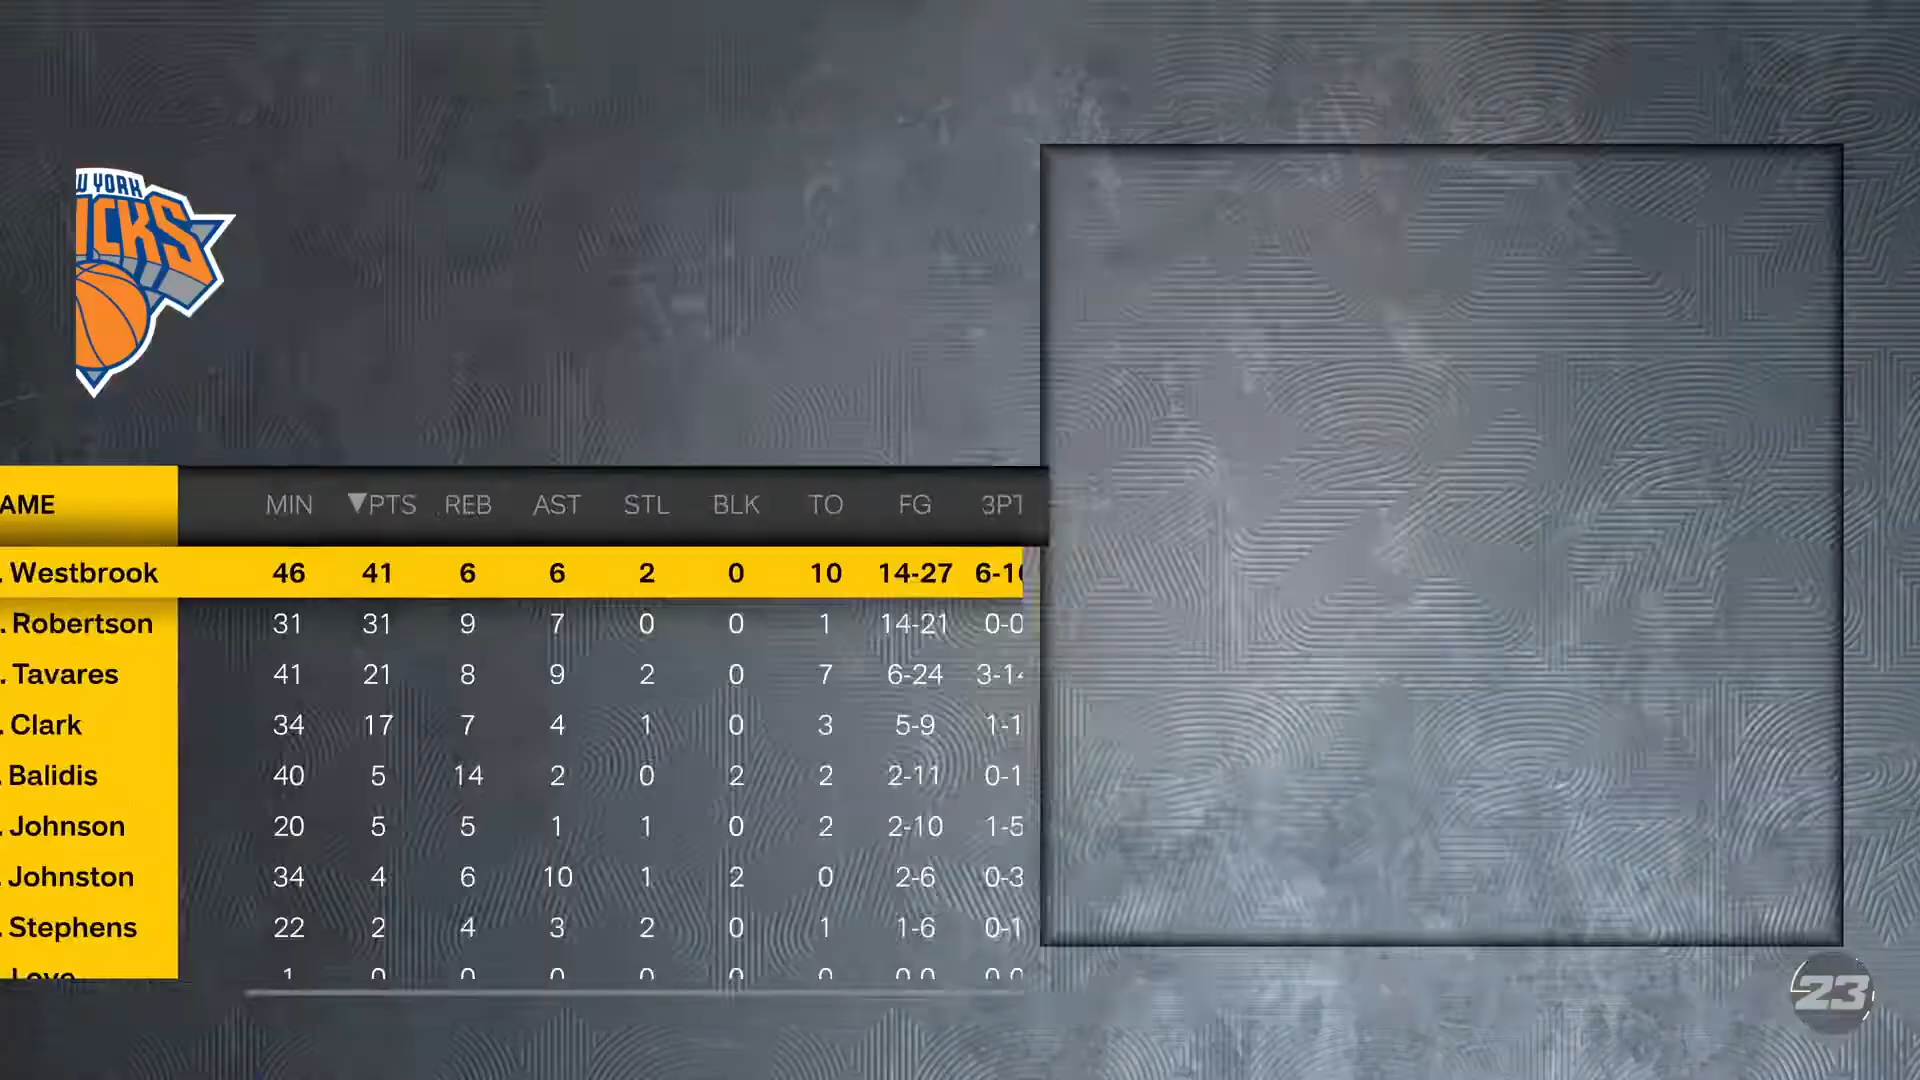 W YORK
ICKS
AME MIN ▼PTS REB AST STL BLK TO FG 3PT
. Westbrook 46 41 6 6 2 0 10 14-27
. Robertson 31 31 9 7 0 0 1 14-21 0-0
. Tavares 41 21 8 9 2 0 7 6-24
. Clark 34 17 7 4 1 0 3 5-9 1-1
. Balidis 40 5 14 2 0 2 2 2-11 0-1
. Johnson 20 5 5 1 1 0 2 2-10 1-5
. Johnston 34 4 6 10 1 2 0 2-6 0-3
. Stephens 22 2 4 3 2 0 1 1-6 0-1
23